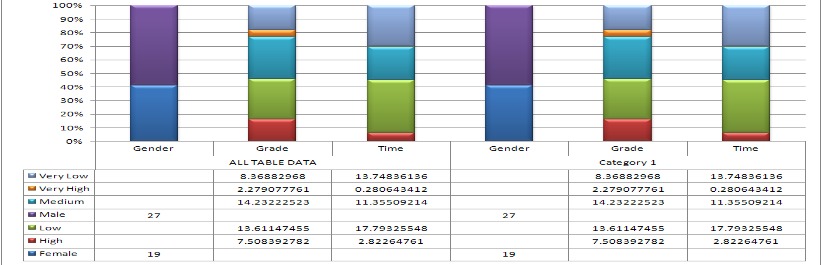 100%
90%
80%
70%
60%
50%
40%
30%
20%
10%
0%
Gender Grade Time Gender Grade Time
ALL TABLE DATA Category 1
Very Low 8.36882968 13.74836136 8.36882968 13.74836136
Very High 2.279077761 0.280643412 2.279077761 0.280643412
Medium 14.23222523 11.35509214 14.23222523 11.35509214
Male 27 27
Low 13.61147455 17.79325548 13.61147455 17.79325548
High 7.508392782 2.82264761 7.508392782 2.82264761
Female 19 19